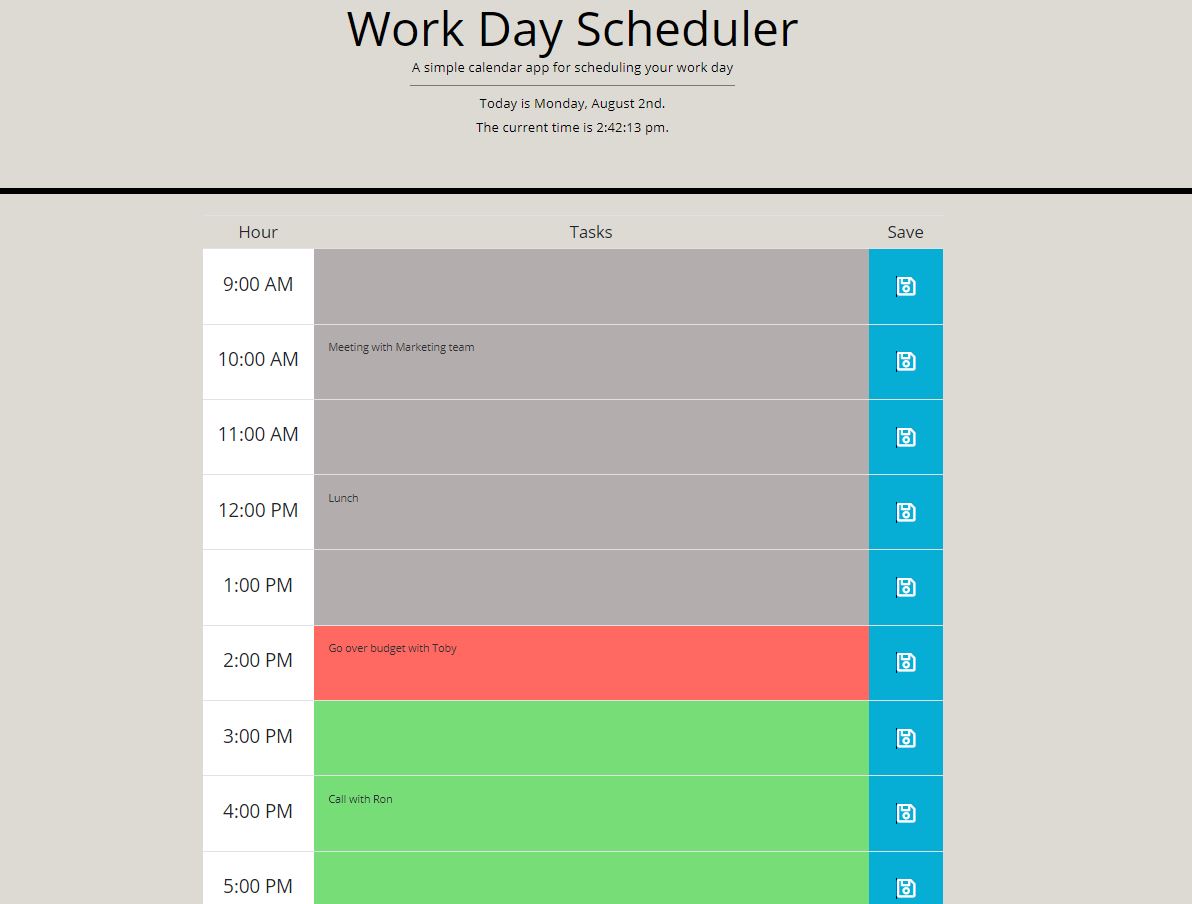 Work Day Scheduler
A simple calendar app for scheduling your work day
Today is Monday, August 2nd.
The current time is 2:42:13 pm.
Hour Tasks Save
9:00 AM
10:00 AM Meeting with Marketing team
11:00 AM
12:00 PM Lunch
1:00 PM
2:00 PM Go over budget with Toby
3:00 PM
4:00 PM Call with Ron
5:00 PM